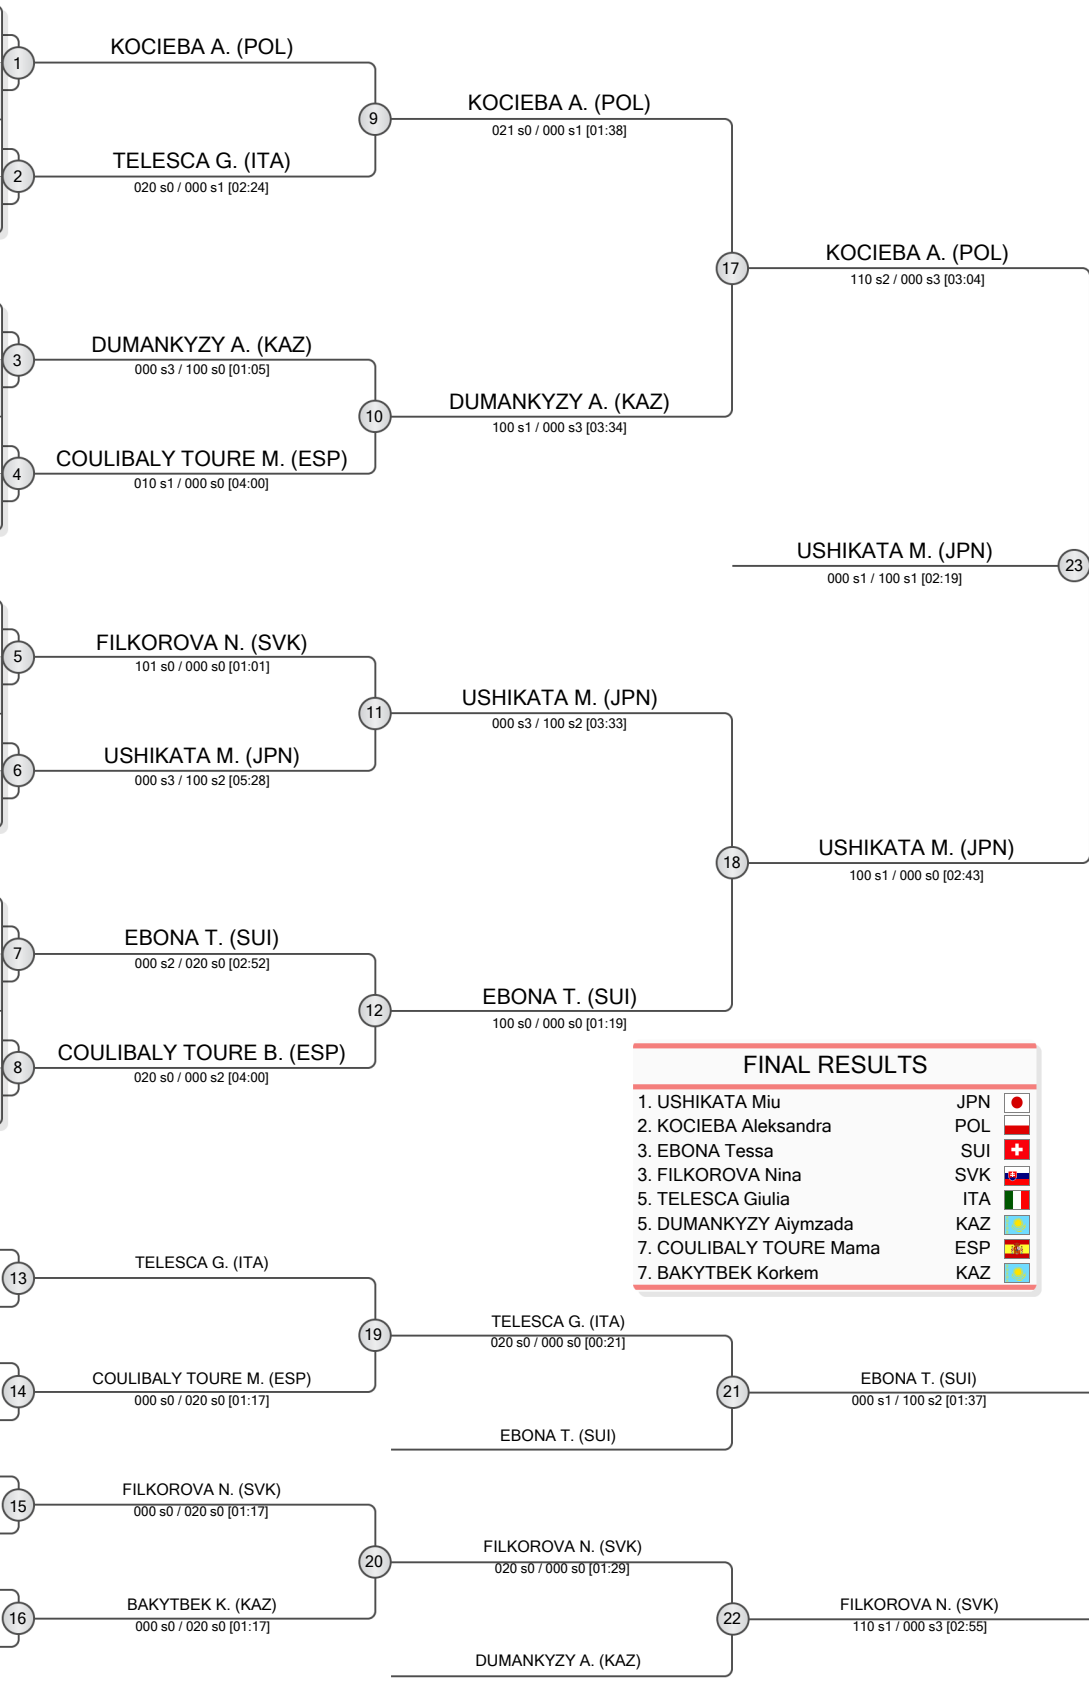 KOCIEBA A. (POL)
1
KOCIEBA A. (POL)
9
021 s0 / 000 s1 [01:38]
TELESCA G. (ITA)
2
020 s0 / 000 s1 [02:24]
KOCIEBA A. (POL)
17
110 s2 / 000 s3 [03:04]
DUMANKYZY A. (KAZ)
3
000 s3 / 100 s0 [01:05]
DUMANKYZY A. (KAZ)
10
100 s1 / 000 s3 [03:34]
COULIBALY TOURE M. (ESP)
4
010 s1 / 000 s0 [04:00]
USHIKATA M. (JPN)
23
000 s1 / 100 s1 [02:19]
FILKOROVA N. (SVK)
5
101 s0 / 000 s0 [01:01]
USHIKATA M. (JPN)
11
000 s3 / 100 s2 [03:33]
USHIKATA M. (JPN)
6
000 s3 / 100 s2 [05:28]
USHIKATA M. (JPN)
18
100 s1 / 000 s0 [02:43]
EBONA T. (SUI)
7
000 s2 / 020 s0 [02:52]
EBONA T. (SUI)
12
100 s0 / 000 s0 [01:19]
COULIBALY TOURE B. (ESP)
8
020 s0 / 000 s2 [04:00]
FINAL RESULTS
1. USHIKATA Miu JPN
2. KOCIEBA Aleksandra POL
3. EBONA Tessa SUI
3. FILKOROVA Nina SVK
5. TELESCA Giulia ITA
5. DUMANKYZY Aiymzada KAZ
7. COULIBALY TOURE Mama ESP
7. BAKYTBEK Korkem KAZ
TELESCA G. (ITA)
13
TELESCA G. (ITA)
19
020 s0 / 000 s0 [00:21]
COULIBALY TOURE M. (ESP)
14
000 s0 / 020 s0 [01:17]
EBONA T. (SUI)
21
000 s1 / 100 s2 [01:37]
EBONA T. (SUI)
FILKOROVA N. (SVK)
15
000 s0 / 020 s0 [01:17]
FILKOROVA N. (SVK)
20
020 s0 / 000 s0 [01:29]
BAKYTBEK K. (KAZ)
16
000 s0 / 020 s0 [01:17]
FILKOROVA N. (SVK)
22
110 s1 / 000 s3 [02:55]
DUMANKYZY A. (KAZ)